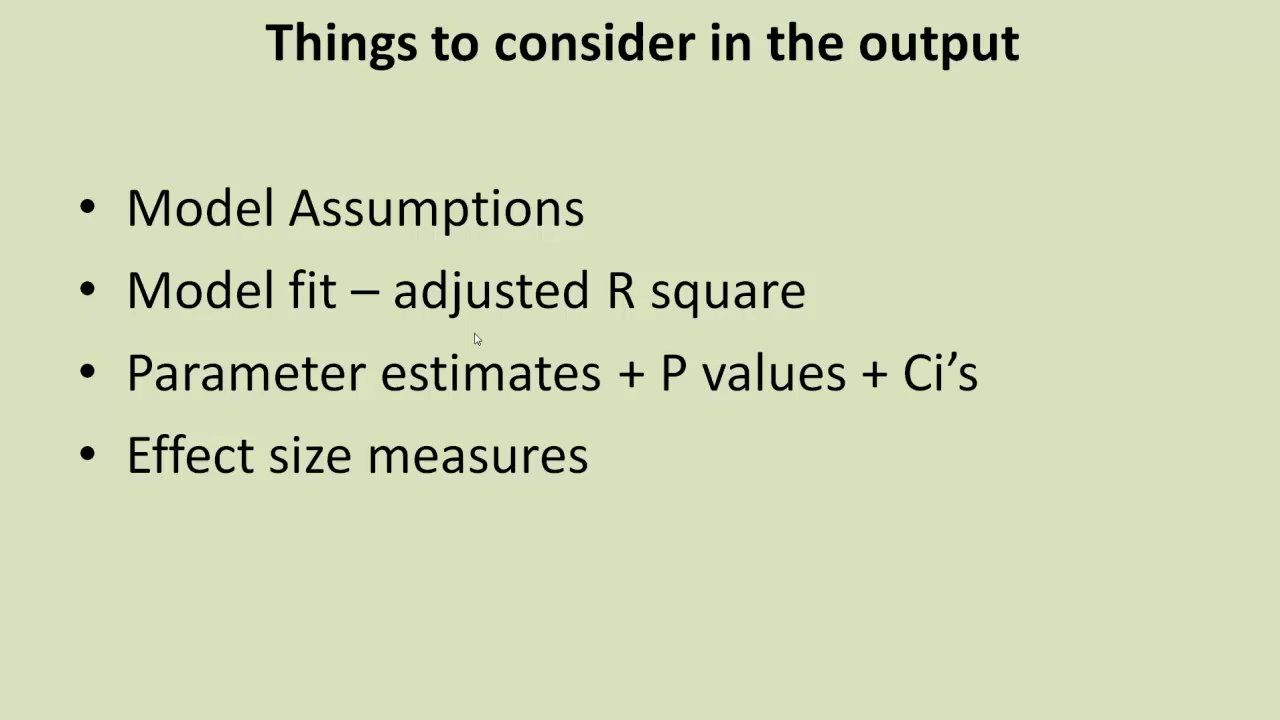 Things to consider in the output
• Model Assumptions
• Model fit – adjusted R square
• Parameter estimates + P values + Ci’s
• Effect size measures